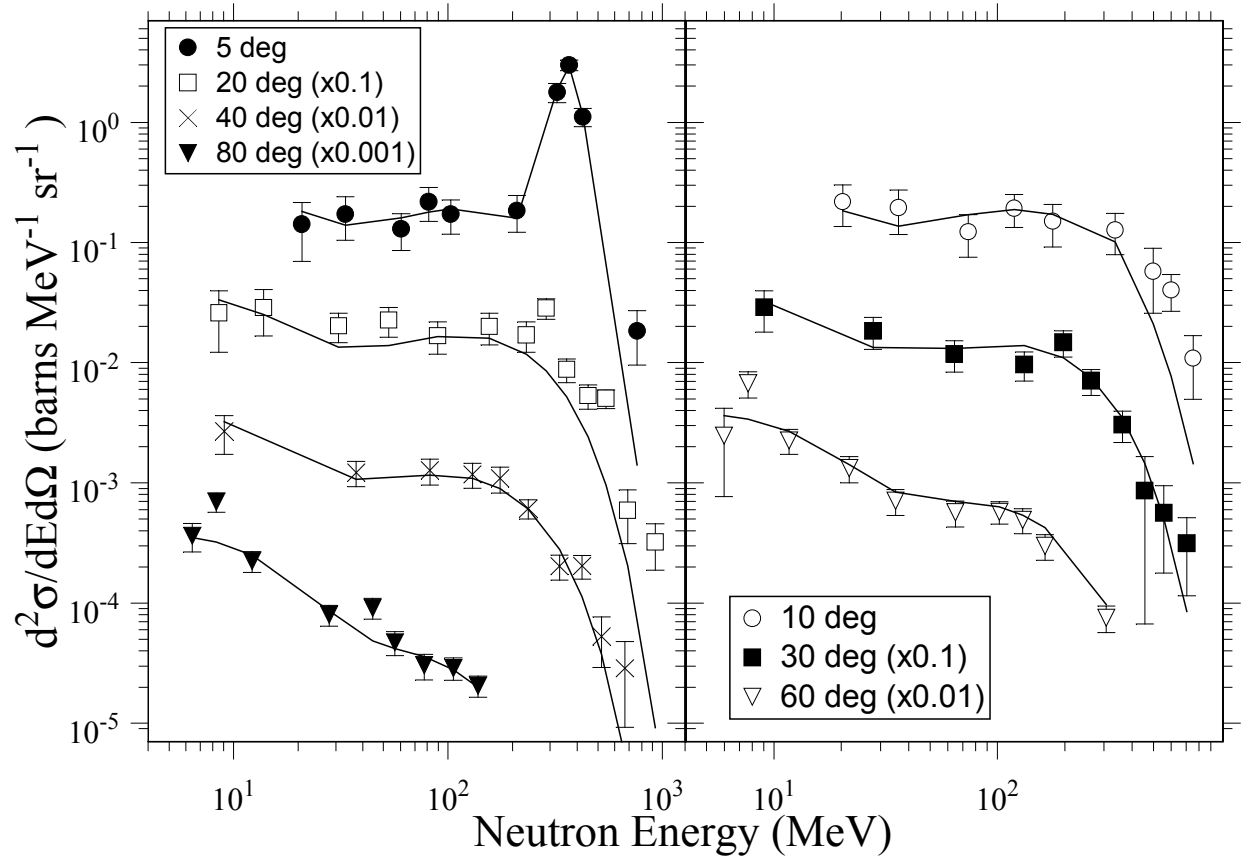 5 deg
20 deg (x0.1)
40 deg (x0.01)
80 deg (x0.001)
10 deg
30 deg (x0.1)
60 deg (x0.01)
d²σ/dEdΩ (barns MeV⁻¹ sr⁻¹)
10⁰
10⁻¹
10⁻²
10⁻³
10⁻⁴
10⁻⁵
10¹ 10² 10³ 10¹ 10²
Neutron Energy (MeV)